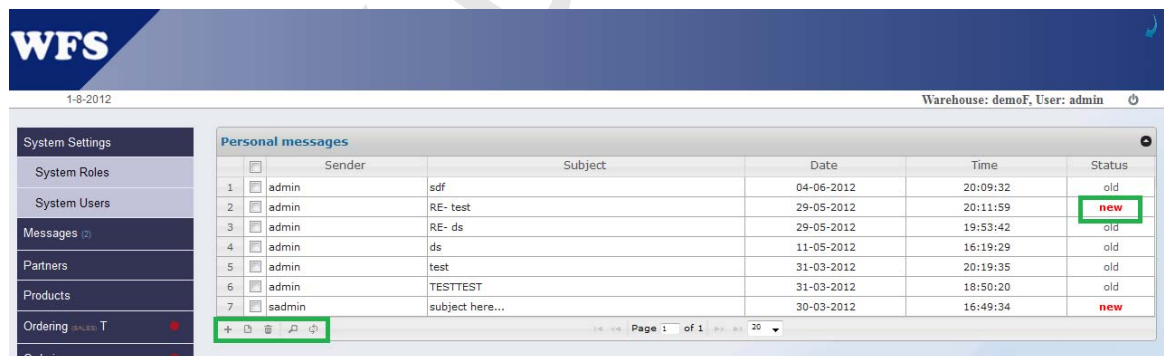 WFS
1-8-2012 Warehouse: demoF, User: admin
System Settings
System Roles
System Users
Messages (2)
Partners
Products
Ordering (SALES) T
Personal messages
Sender Subject Date Time Status
1 admin sdf 04-06-2012 20:09:32 old
2 admin RE- test 29-05-2012 20:11:59 new
3 admin RE- ds 29-05-2012 19:53:42 old
4 admin ds 11-05-2012 16:19:29 old
5 admin test 31-03-2012 20:19:35 old
6 admin TESTTEST 31-03-2012 18:50:20 old
7 sadmin subject here... 30-03-2012 16:49:34 new
Page 1 of 1 20